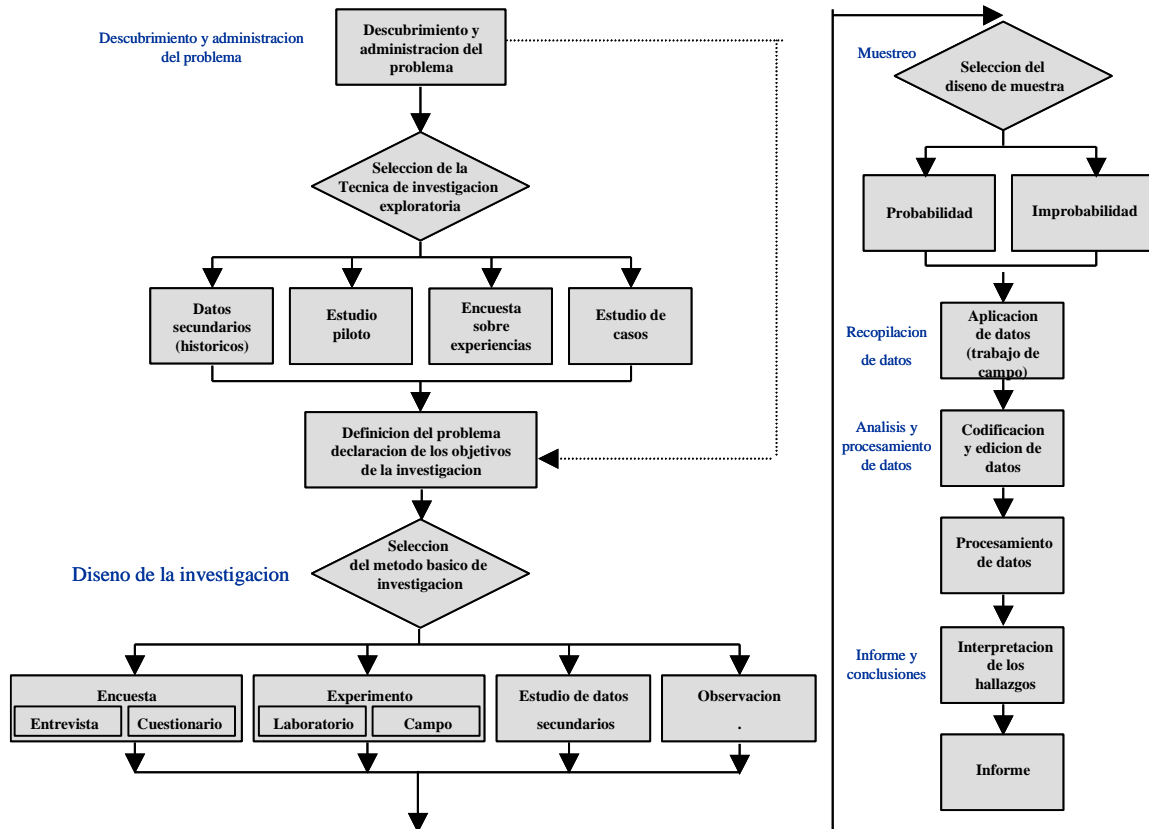 Descubrimiento y administracion
del problema
Descubrimiento y
administracion del
problema
Seleccion de la
Tecnica de investigacion
exploratoria
Datos
secundarios
(historicos)
Estudio
piloto
Encuesta
sobre
experiencias
Estudio de
casos
Definicion del problema
declaracion de los objetivos
de la investigacion
Diseno de la investigacion
Seleccion
del metodo basico de
investigacion
Encuesta
Entrevista
Cuestionario
Experimento
Laboratorio
Campo
Estudio de datos
secundarios
Observacion
.
Muestreo
Seleccion del
diseno de muestra
Probabilidad
Improbabilidad
Recopilacion
de datos
Aplicacion
de datos
(trabajo de
campo)
Analisis y
procesamiento
de datos
Codificacion
y edicion de
datos
Procesamiento
de datos
Informe y
conclusiones
Interpretacion
de los
hallazgos
Informe